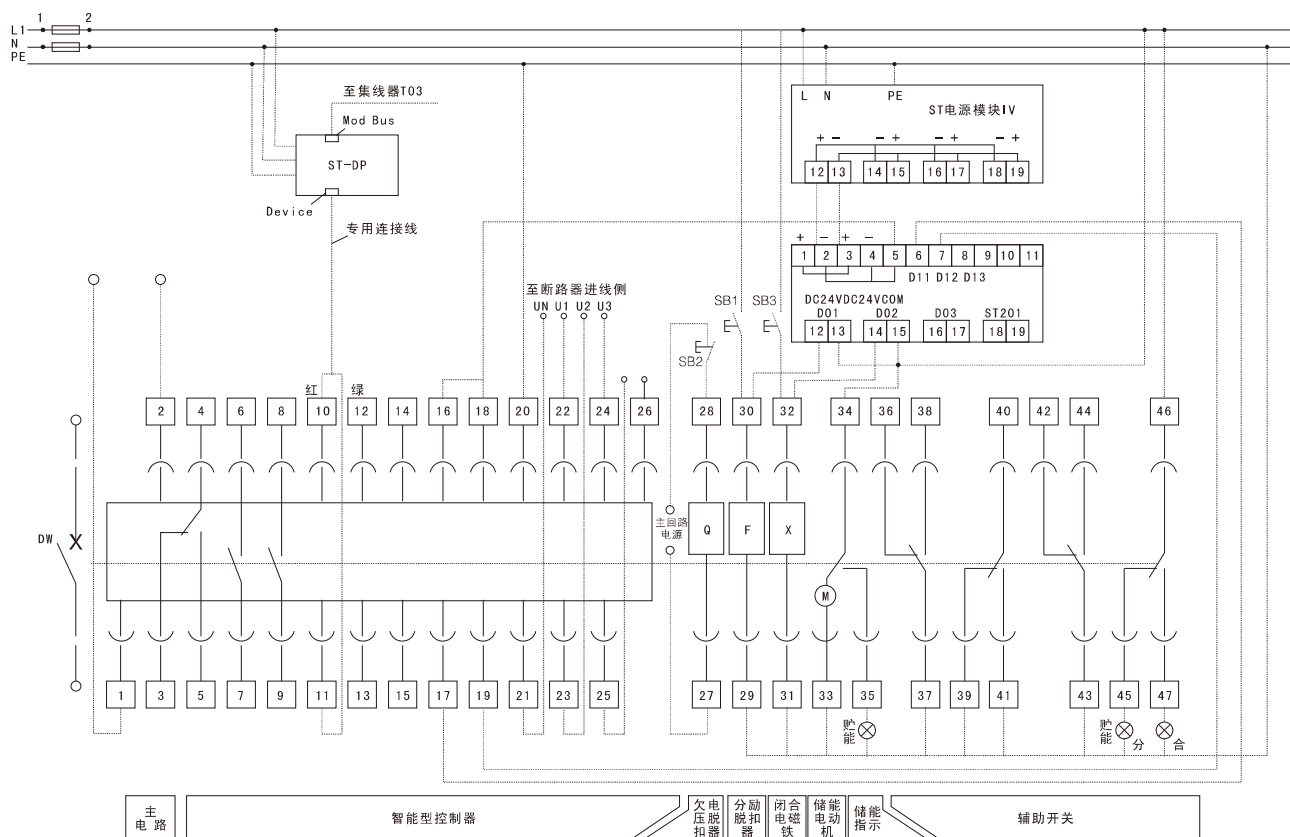 1 2
L1
N
PE
至集线器T03
Mod Bus
ST-DP
Device
专用连接线
L N PE
ST电源模块IV
+ - - + - + - +
12 13 14 15 16 17 18 19
+ - + -
1 2 3 4 5 6 7 8 9 10 11
D11 D12 D13
DC24VDC24VCOM
D01 D02 D03 ST201
12 13 14 15 16 17 18 19
至断路器进线侧
UN U1 U2 U3
SB1 SB3
SB2
红 绿
2 4 6 8 10 12 14 16 18 20 22 24 26 28 30 32 34 36 38 40 42 44 46
DW
主回路
电源
Q F X
M
1 3 5 7 9 11 13 15 17 19 21 23 25 27 29 31 33 35 37 39 41 43 45 47
贮能
贮能 分 合
主电路
智能型控制器
欠电压脱扣器
分励脱扣器
闭合电磁铁
储能电动机
储能指示
辅助开关